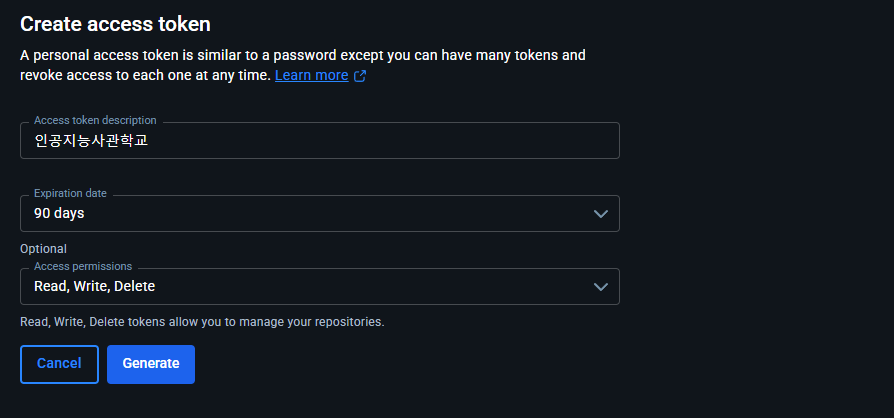 Create access token
A personal access token is similar to a password except you can have many tokens and
revoke access to each one at any time. Learn more
Access token description
인공지능사관학교
Expiration date
90 days
Optional
Access permissions
Read, Write, Delete
Read, Write, Delete tokens allow you to manage your repositories.
Cancel
Generate